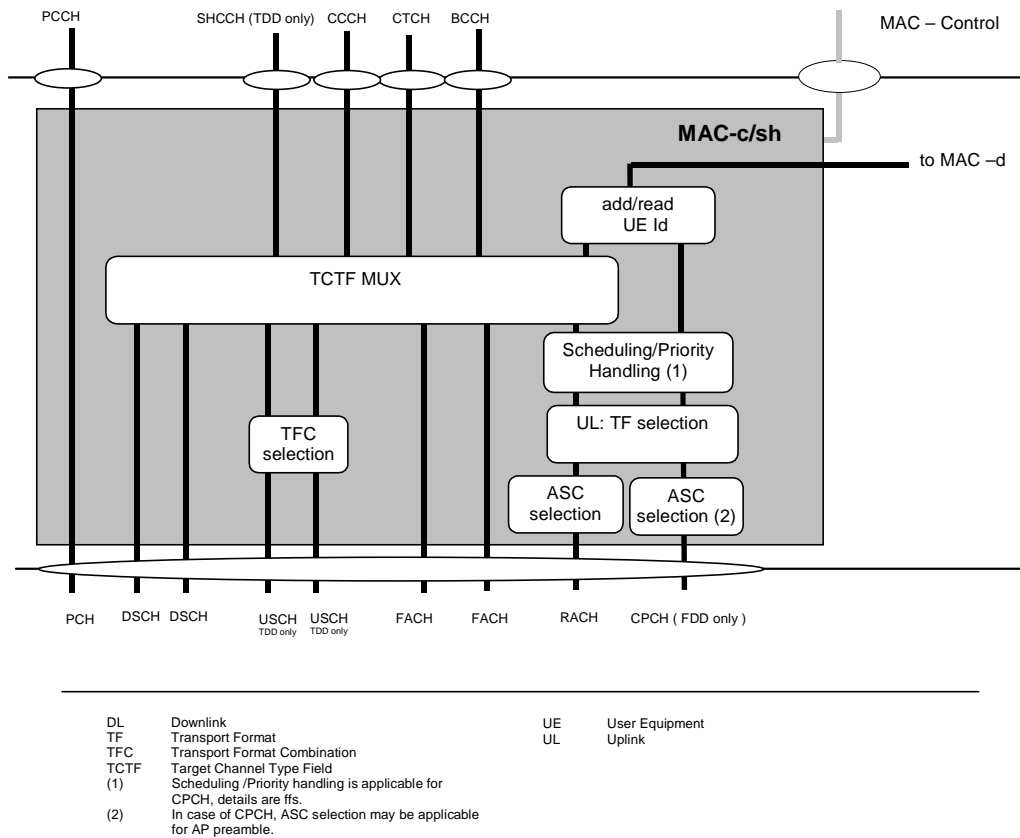 PCCH
SHCCH (TDD only)
CCCH
CTCH
BCCH
MAC – Control
MAC-c/sh
to MAC –d
add/read
UE Id
TCTF MUX
Scheduling/Priority
Handling (1)
UL: TF selection
TFC
selection
ASC
selection
ASC
selection (2)
PCH
DSCH
DSCH
USCH
TDD only
USCH
TDD only
FACH
FACH
RACH
CPCH ( FDD only )
DL Downlink
TF Transport Format
TFC Transport Format Combination
TCTF Target Channel Type Field
(1) Scheduling /Priority handling is applicable for
CPCH, details are ffs.
(2) In case of CPCH, ASC selection may be applicable
for AP preamble.
UE User Equipment
UL Uplink